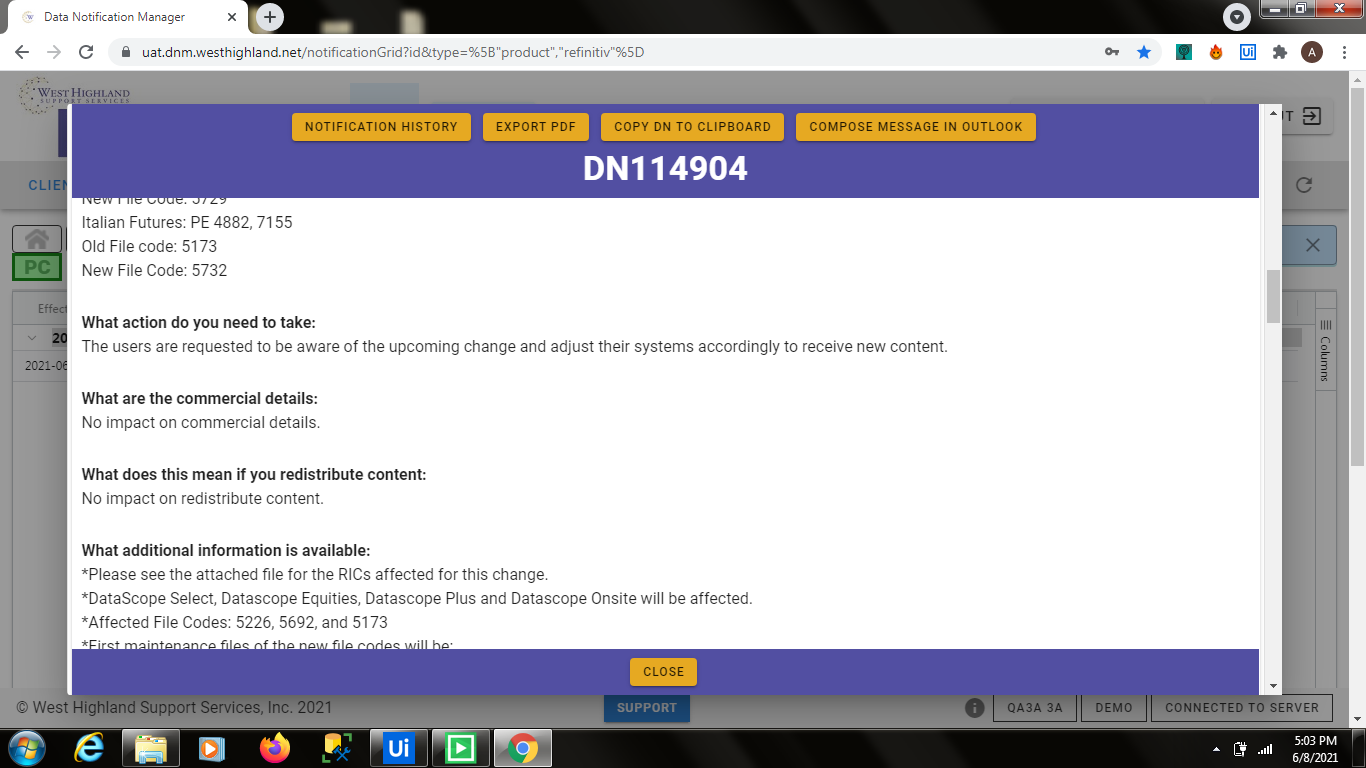 Data Notification Manager
uat.dnm.westhighland.net/notificationGrid?id&type=%5B"product","refinitiv"%5D
Ui
A
WEST HIGHLAND
SUPPORT SERVICES
NOTIFICATION HISTORY
EXPORT PDF
COPY DN TO CLIPBOARD
COMPOSE MESSAGE IN OUTLOOK
DN114904
CLIEN
New File Code: 5729
Italian Futures: PE 4882, 7155
Old File code: 5173
New File Code: 5732
PC
Effect
20
2021-06
Columns
What action do you need to take:
The users are requested to be aware of the upcoming change and adjust their systems accordingly to receive new content.
What are the commercial details:
No impact on commercial details.
What does this mean if you redistribute content:
No impact on redistribute content.
What additional information is available:
*Please see the attached file for the RICs affected for this change.
*DataScope Select, Datascope Equities, Datascope Plus and Datascope Onsite will be affected.
*Affected File Codes: 5226, 5692, and 5173
*First maintenance files of the new file codes will be:
CLOSE
© West Highland Support Services, Inc. 2021
SUPPORT
QA3A 3A
DEMO
CONNECTED TO SERVER
Ui
5:03 PM
6/8/2021